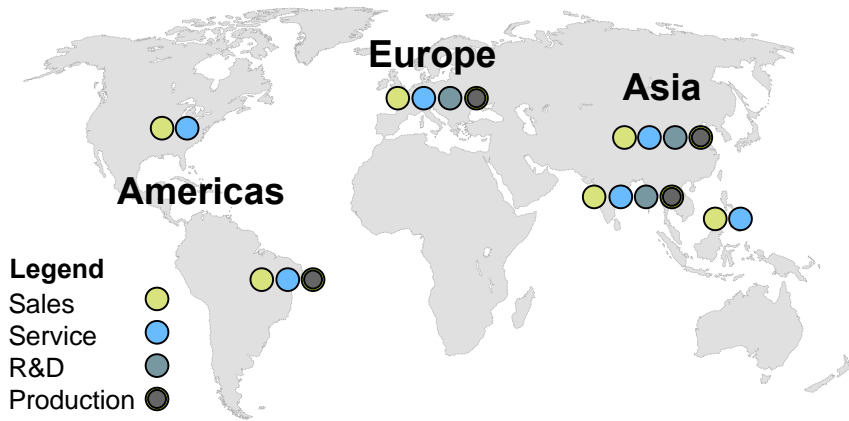 Europe
Asia
Americas
Legend
Sales
Service
R&D
Production